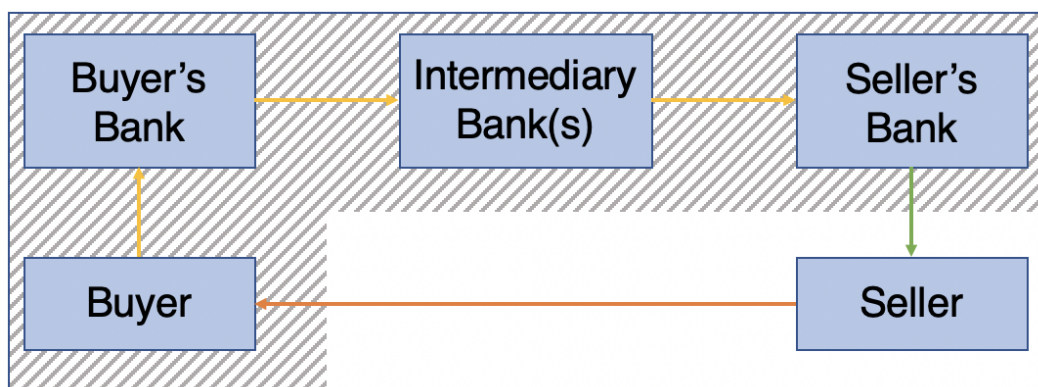 Buyer’s
Bank
Intermediary
Bank(s)
Seller’s
Bank
Buyer
Seller